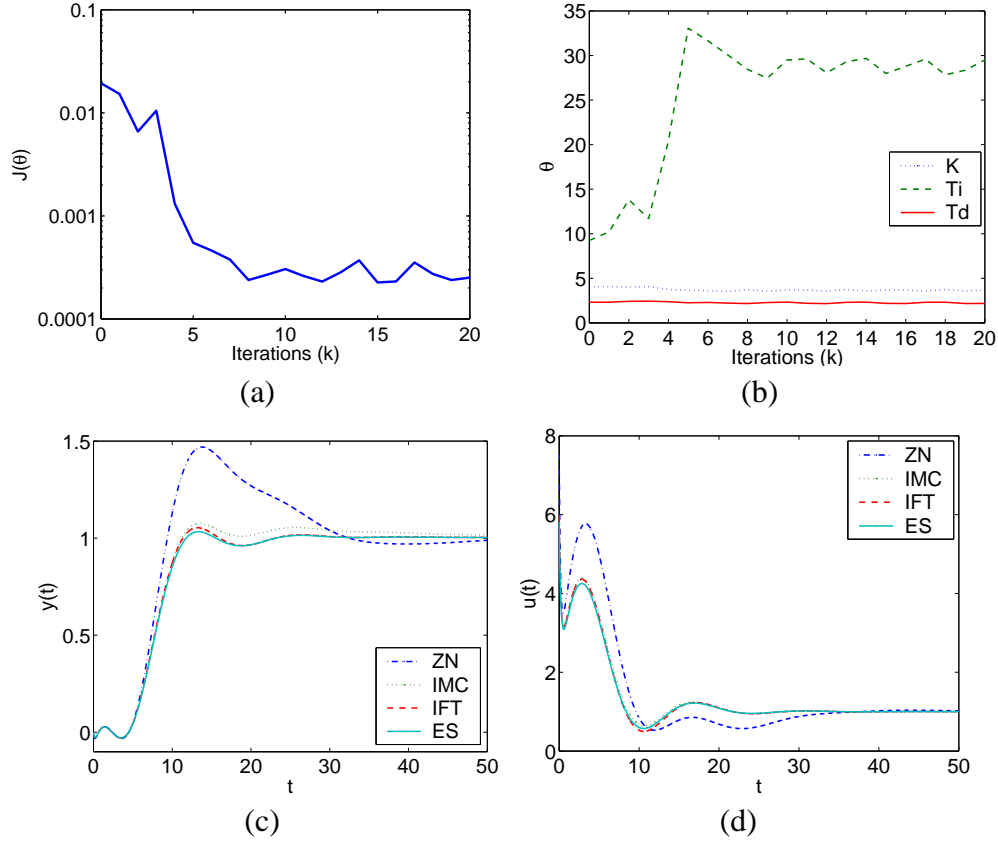 0.1
0.01
0.001
0.0001
J(θ)
0 5 10 15 20
Iterations (k)
(a)
35
30
25
20
15
10
5
0
θ
K
Ti
Td
0 2 4 6 8 10 12 14 16 18 20
Iterations (k)
(b)
1.5
1
0.5
0
y(t)
ZN
IMC
IFT
ES
0 10 20 30 40 50
t
(c)
8
6
4
2
0
u(t)
ZN
IMC
IFT
ES
0 10 20 30 40 50
t
(d)